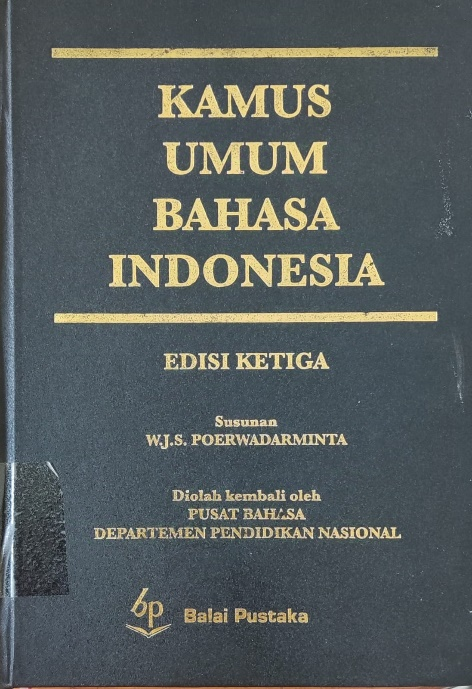 KAMUS
UMUM
BAHASA
INDONESIA
EDISI KETIGA
Susunan
W.J.S. POERWADARMINTA
Diolah kembali oleh
PUSAT BAHASA
DEPARTEMEN PENDIDIKAN NASIONAL
bp Balai Pustaka